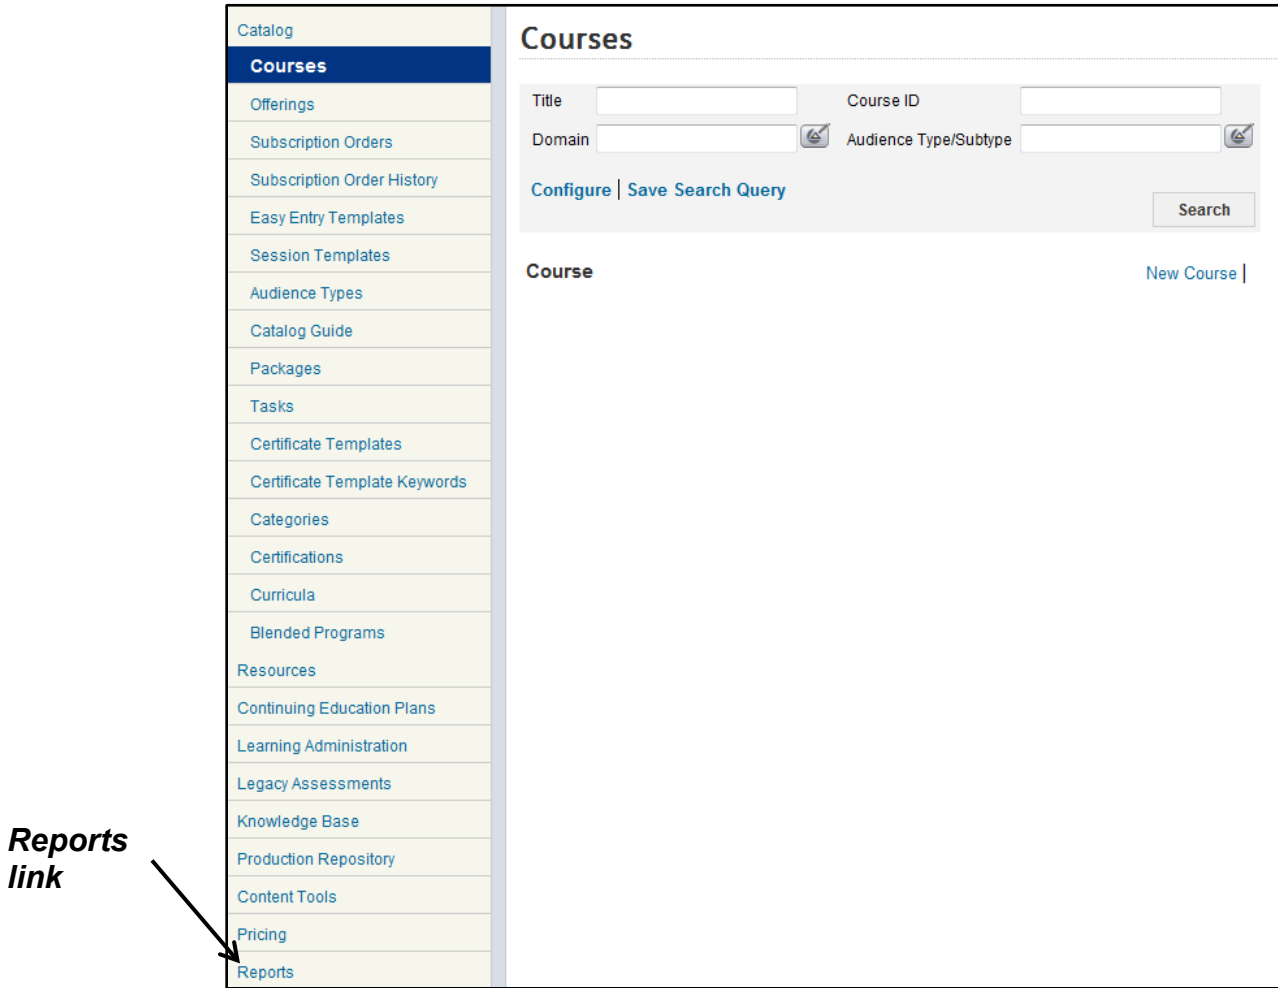 Catalog
Courses
Offerings
Subscription Orders
Subscription Order History
Easy Entry Templates
Session Templates
Audience Types
Catalog Guide
Packages
Tasks
Certificate Templates
Certificate Template Keywords
Categories
Certifications
Curricula
Blended Programs
Resources
Continuing Education Plans
Learning Administration
Legacy Assessments
Knowledge Base
Production Repository
Content Tools
Pricing
Reports
Reports
link
Courses
Title Course ID
Domain Audience Type/Subtype
Configure | Save Search Query
Search
Course New Course |